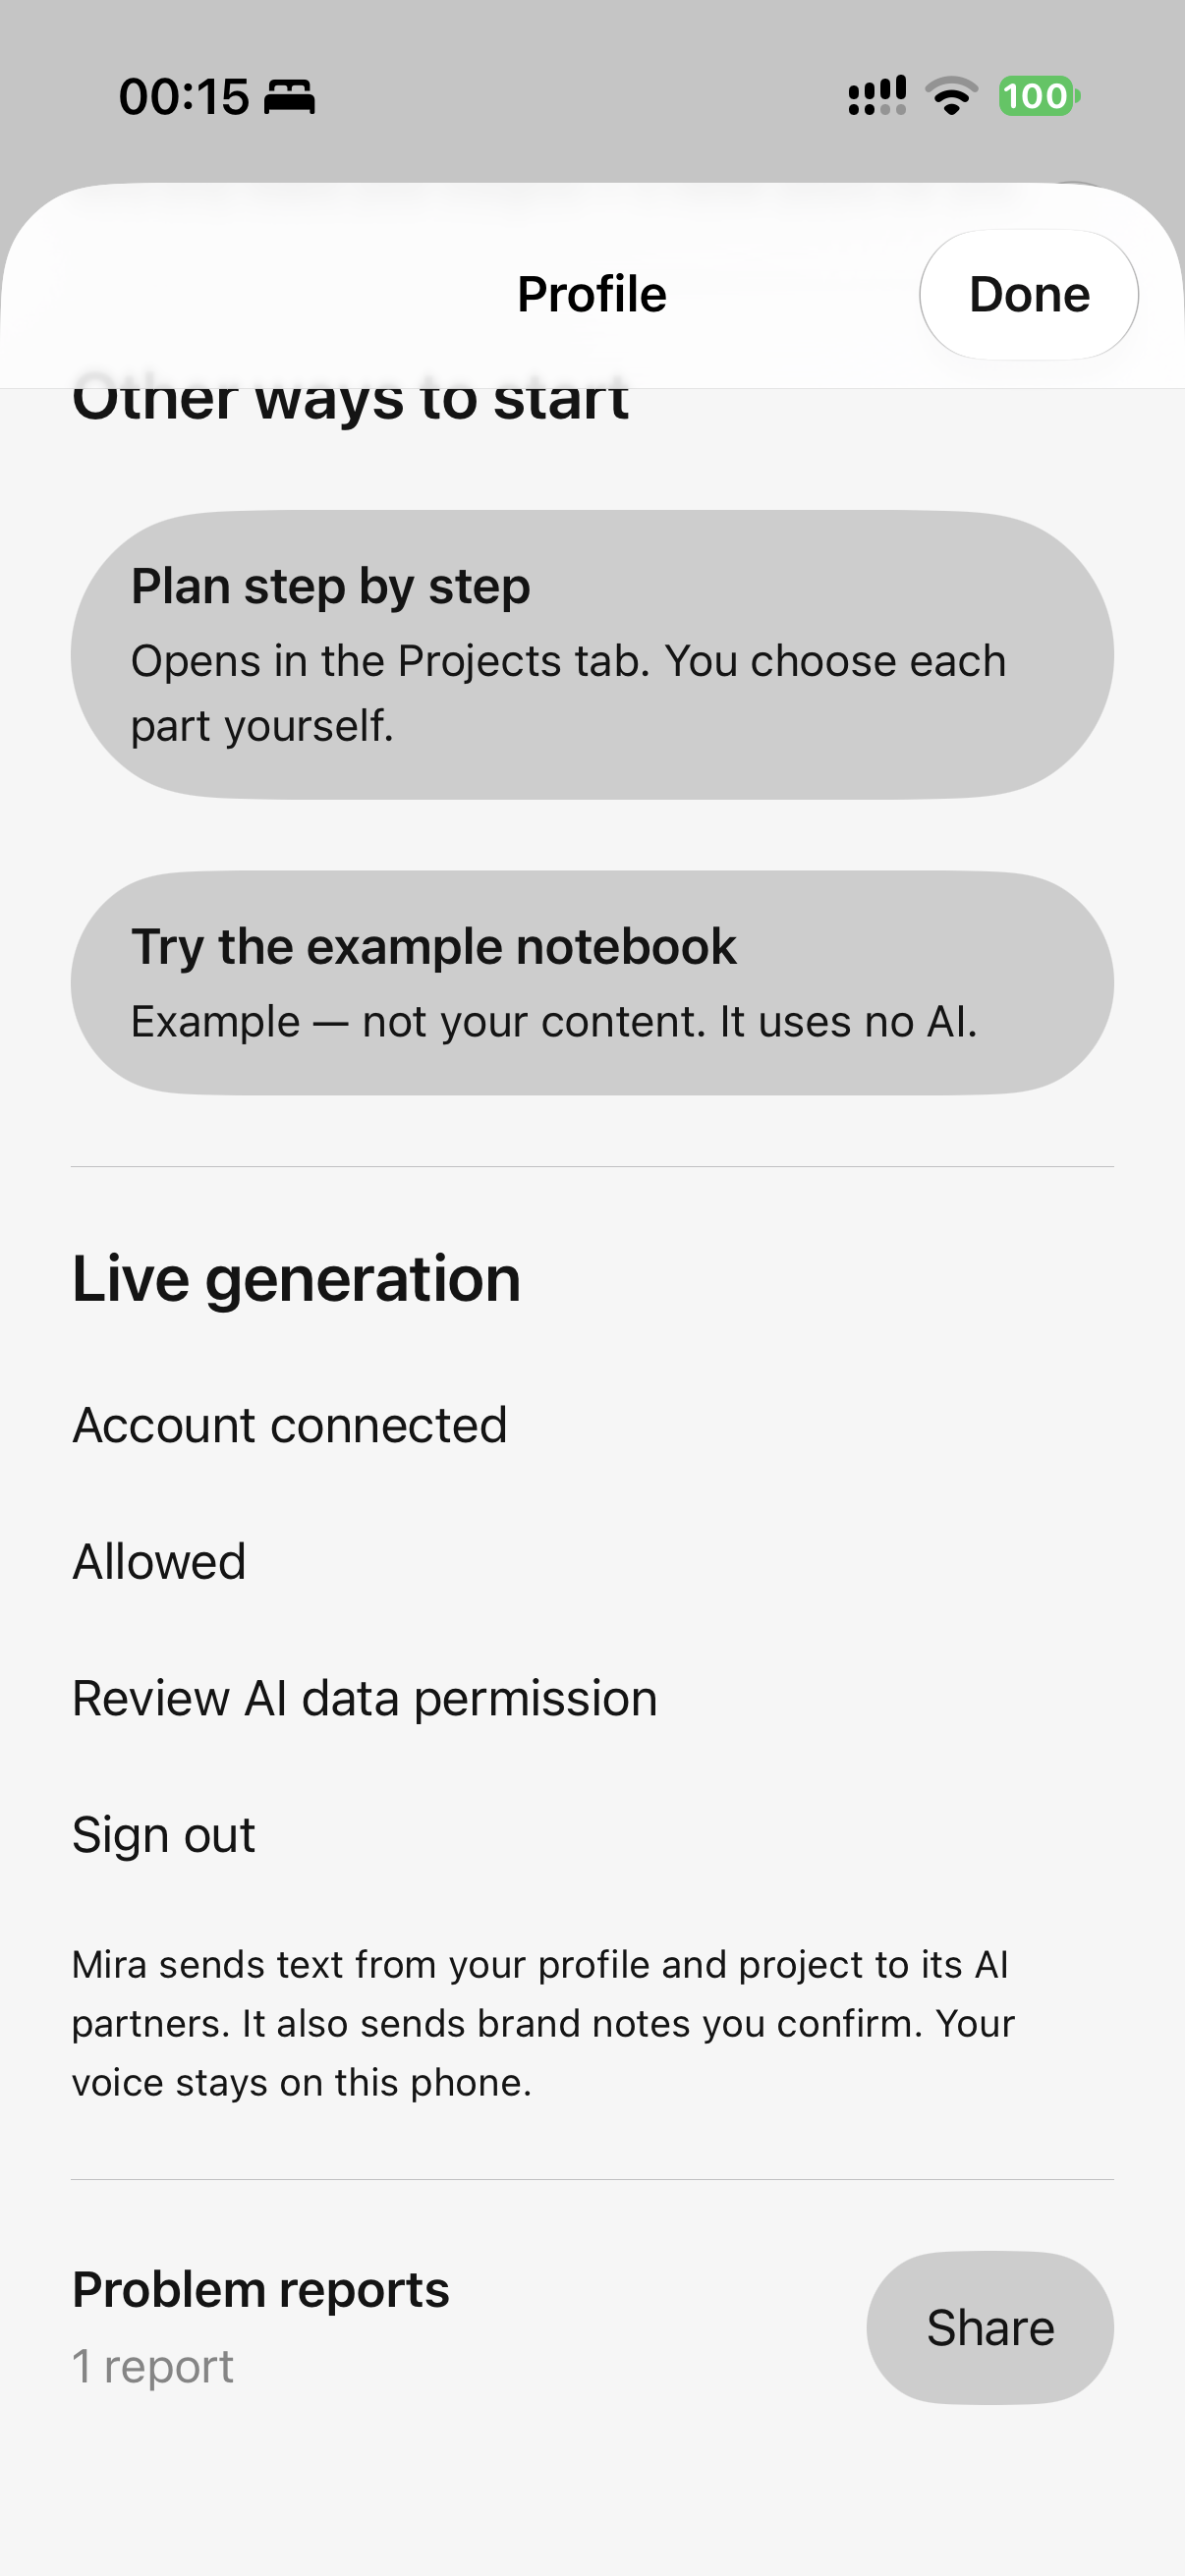 00:15
100
Profile
Done
Other ways to start
Plan step by step
Opens in the Projects tab. You choose each
part yourself.
Try the example notebook
Example — not your content. It uses no AI.
Live generation
Account connected
Allowed
Review AI data permission
Sign out
Mira sends text from your profile and project to its AI
partners. It also sends brand notes you confirm. Your
voice stays on this phone.
Problem reports
1 report
Share